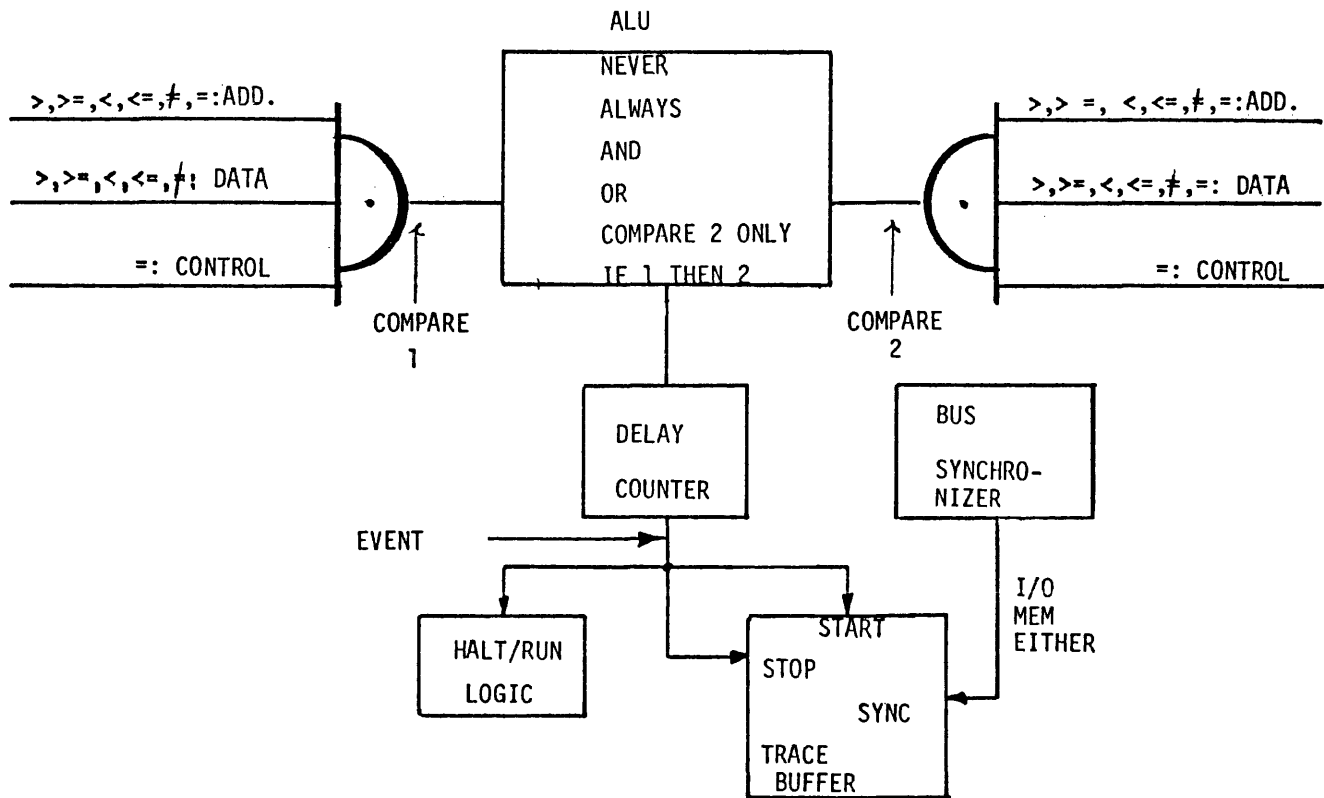 ALU
NEVER
ALWAYS
AND
OR
COMPARE 2 ONLY
IF 1 THEN 2
>,>=,<,<=,≠,=:ADD.
>,>=,<,<=,≠: DATA
=: CONTROL
COMPARE
1
>,> =, <,<=,≠,=:ADD.
>,>=,<,<=,≠,=: DATA
=: CONTROL
COMPARE
2
DELAY
COUNTER
BUS
SYNCHRO-
NIZER
EVENT
I/O
MEM
EITHER
HALT/RUN
LOGIC
START
STOP
SYNC
TRACE
BUFFER